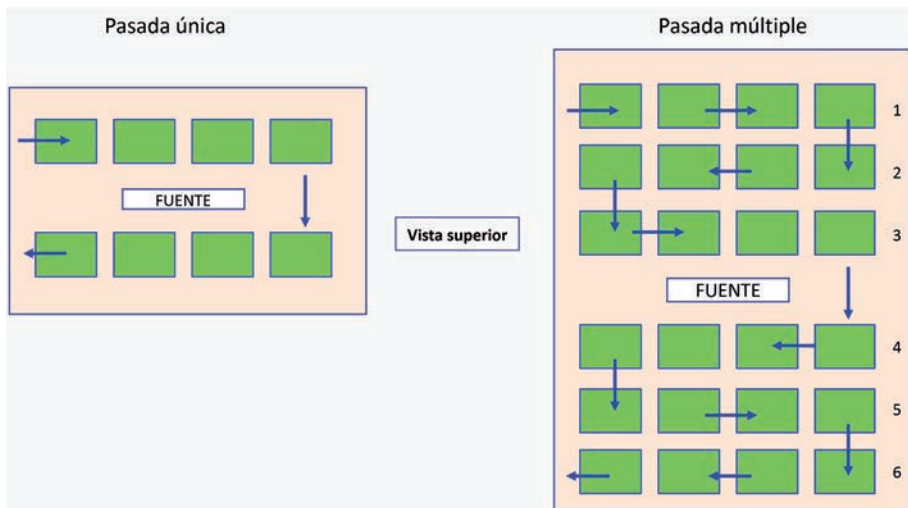 Pasada única
Pasada múltiple
FUENTE
Vista superior
1
2
3
FUENTE
4
5
6